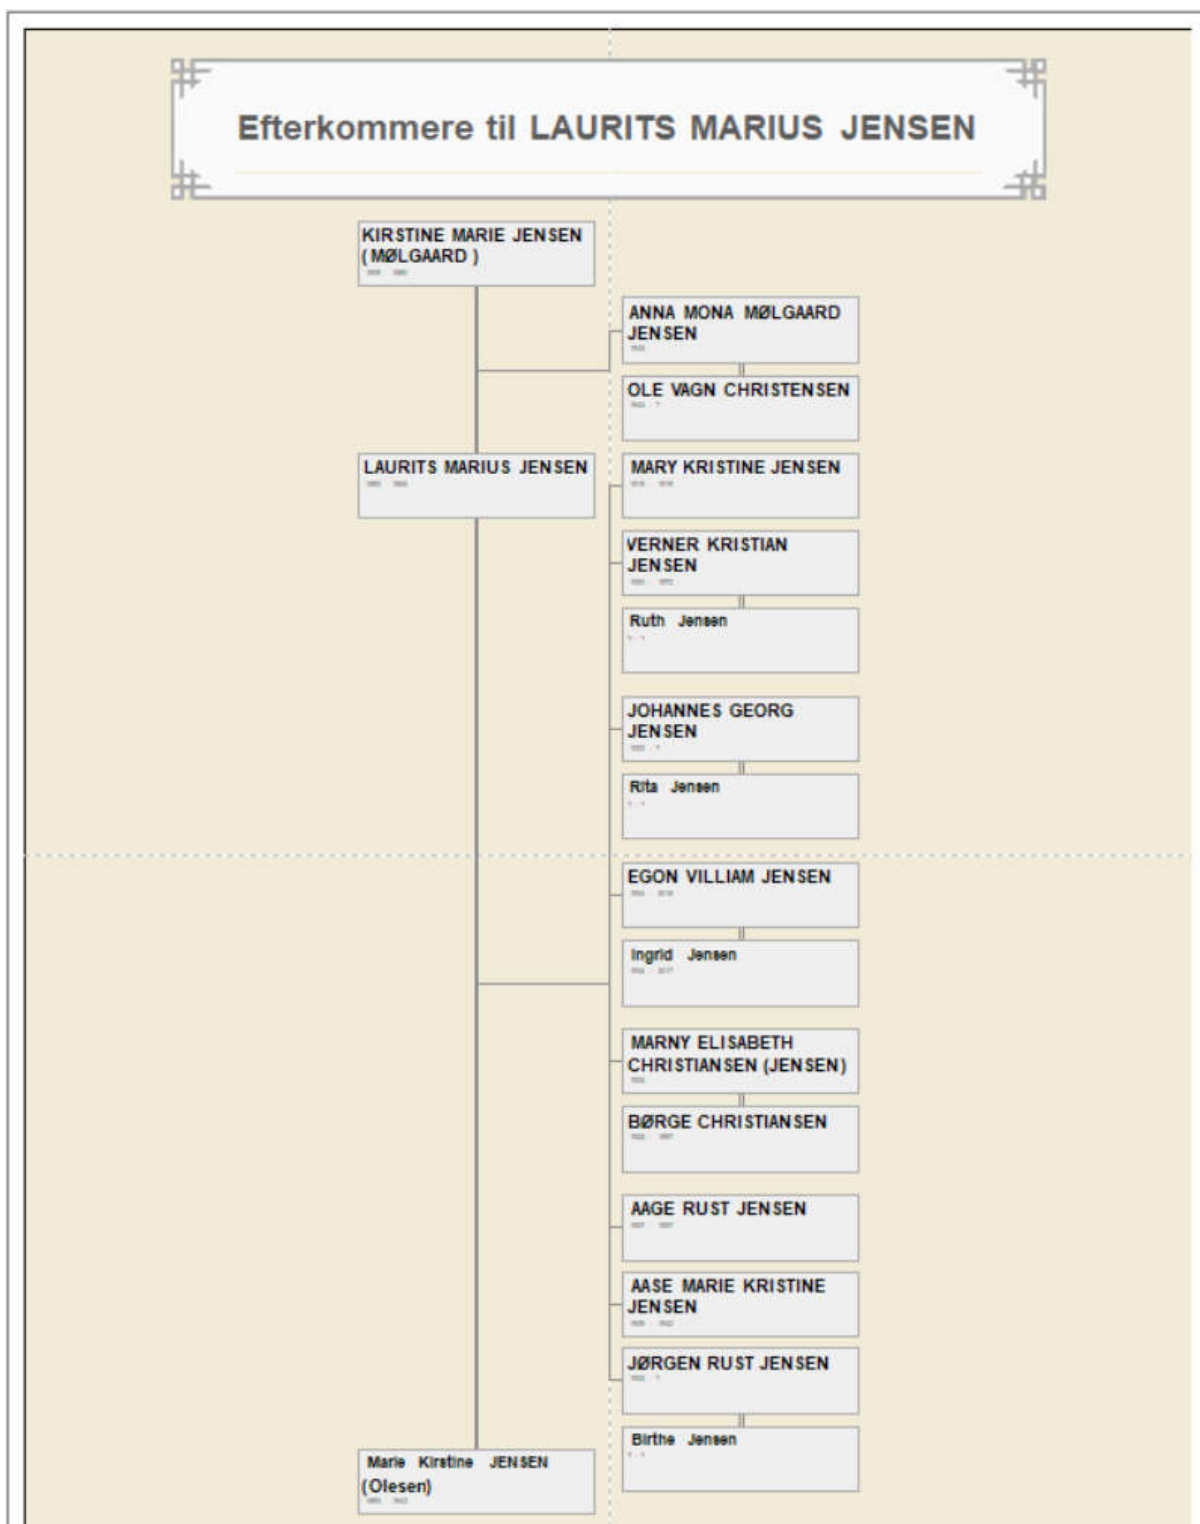 Efterkommere til LAURITS MARIUS JENSEN
KIRSTINE MARIE JENSEN
(MØLGAARD )
ANNA MONA MØLGAARD
JENSEN
OLE VAGN CHRISTENSEN
LAURITS MARIUS JENSEN
MARY KRISTINE JENSEN
VERNER KRISTIAN
JENSEN
Ruth Jensen
JOHANNES GEORG
JENSEN
Rita Jensen
EGON VILLIAM JENSEN
Ingrid Jensen
MARNY ELISABETH
CHRISTIANSEN (JENSEN)
BØRGE CHRISTIANSEN
AAGE RUST JENSEN
AASE MARIE KRISTINE
JENSEN
JØRGEN RUST JENSEN
Birthe Jensen
Marie Kirstine JENSEN
(Olesen)